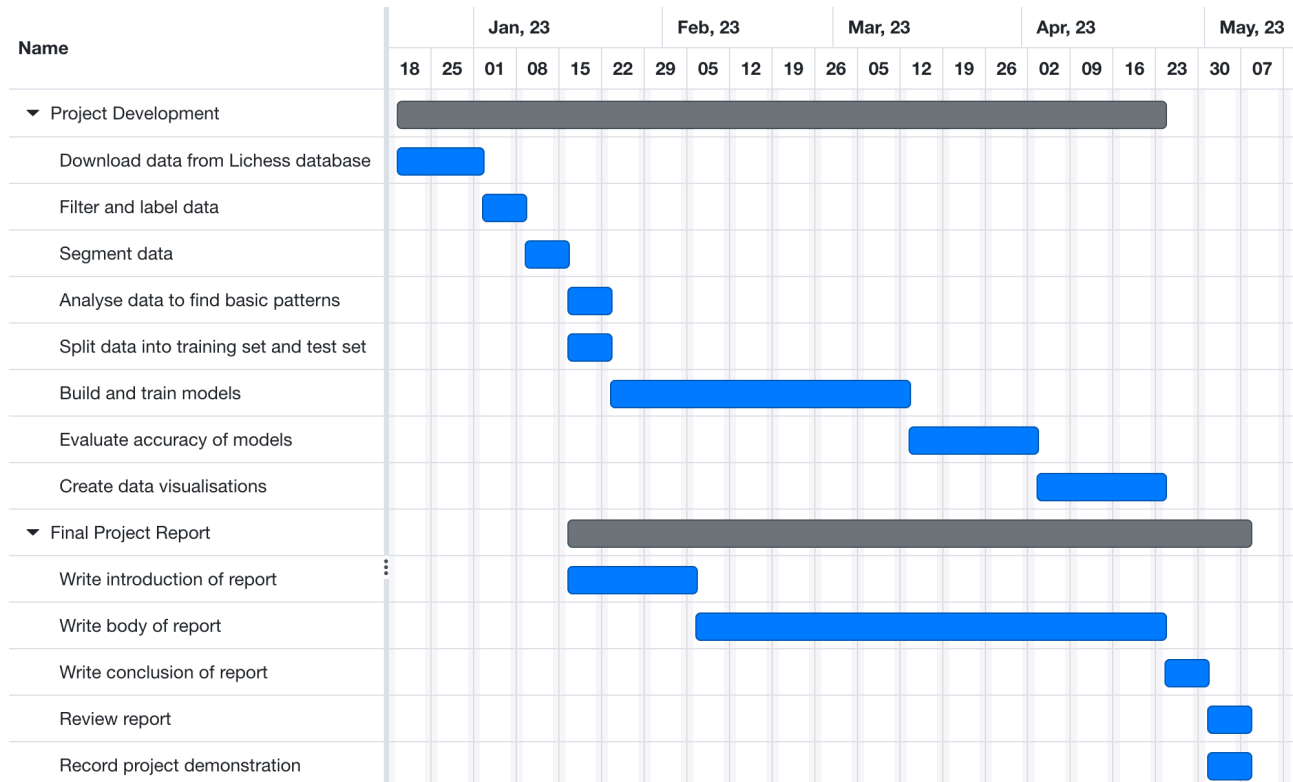 Name
Jan, 23 Feb, 23 Mar, 23 Apr, 23 May, 23
18 25 01 08 15 22 29 05 12 19 26 05 12 19 26 02 09 16 23 30 07
Project Development
Download data from Lichess database
Filter and label data
Segment data
Analyse data to find basic patterns
Split data into training set and test set
Build and train models
Evaluate accuracy of models
Create data visualisations
Final Project Report
Write introduction of report
Write body of report
Write conclusion of report
Review report
Record project demonstration